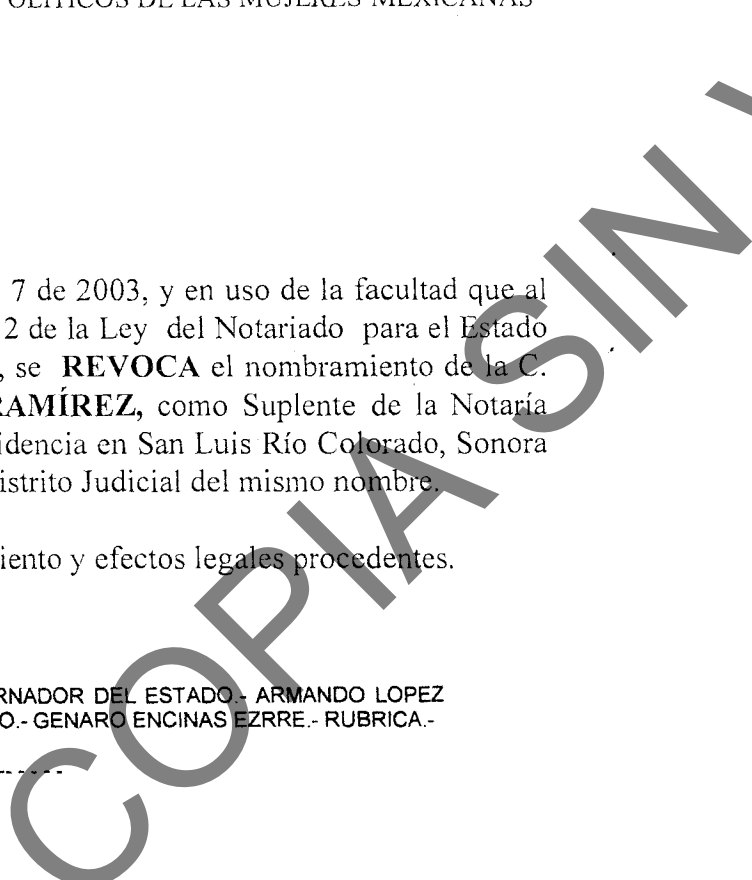 POLÍTICOS DE LAS MUJERES MEXICANAS
7 de 2003, y en uso de la facultad que al
2 de la Ley del Notariado para el Estado
, se REVOCA el nombramiento de la C.
RAMÍREZ, como Suplente de la Notaría
idencia en San Luis Río Colorado, Sonora
istrito Judicial del mismo nombre.
iento y efectos legales procedentes.
RNADOR DEL ESTADO.- ARMANDO LOPEZ
O.- GENARO ENCINAS EZRRE.- RUBRICA.-
COPIA SIN